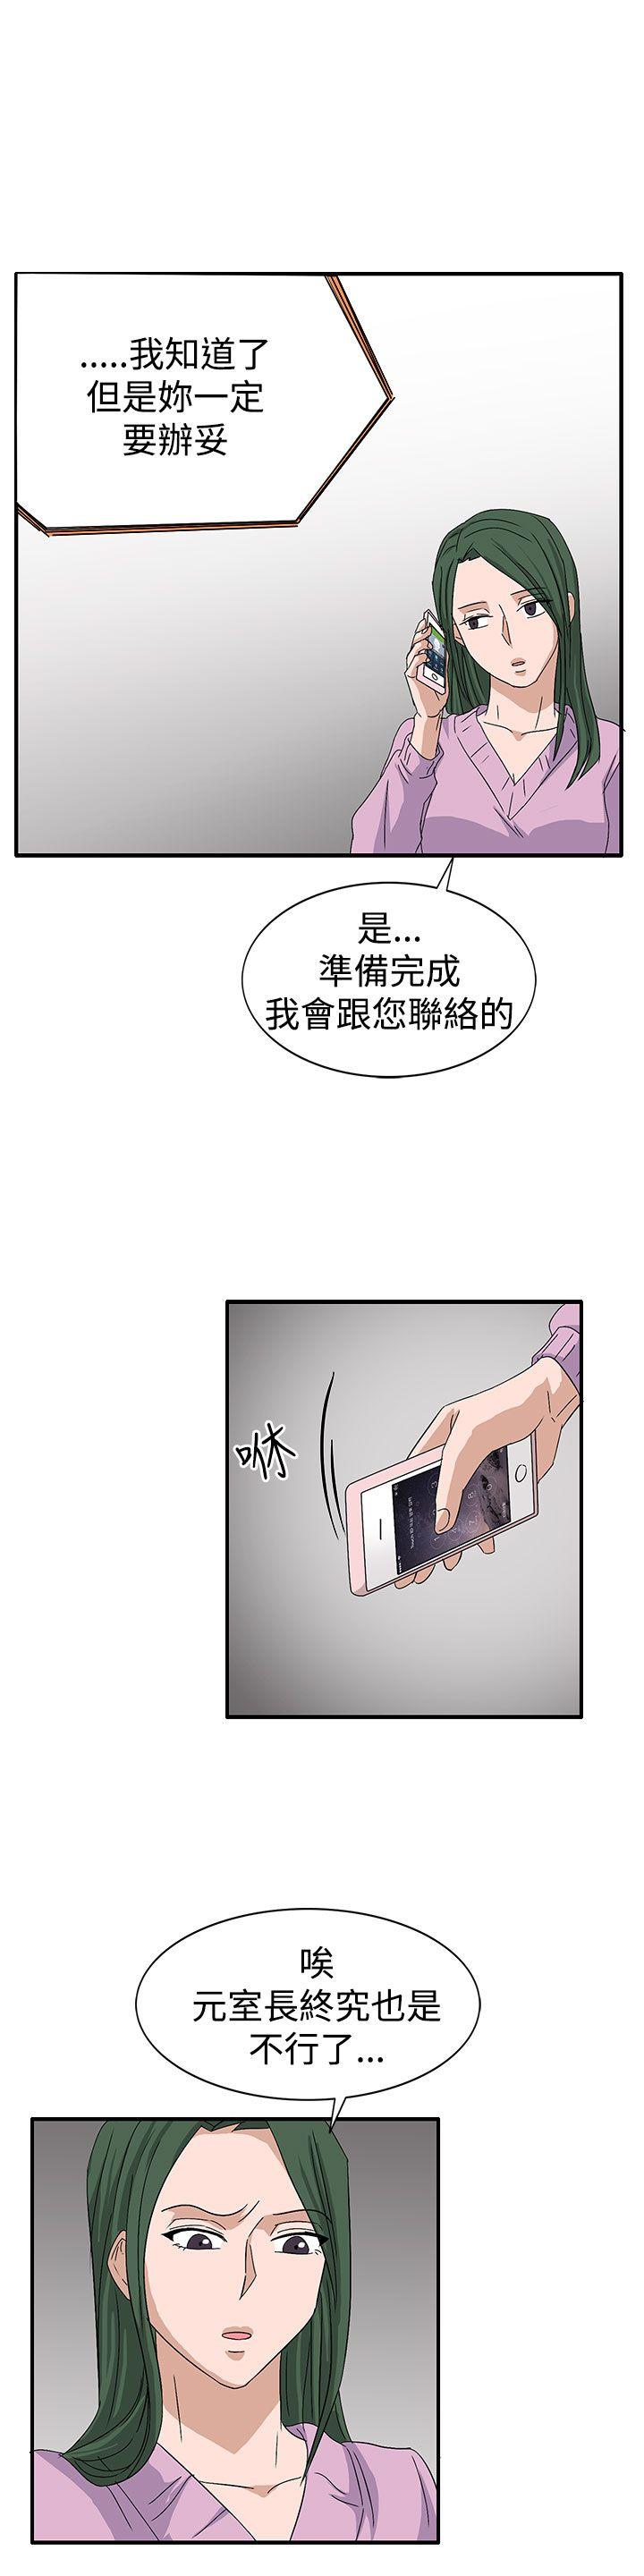 .....我知道了
但是妳一定
要辦妥
是...
準備完成
我會跟您聯絡的
咻
唉
元室長終究也是
不行了...